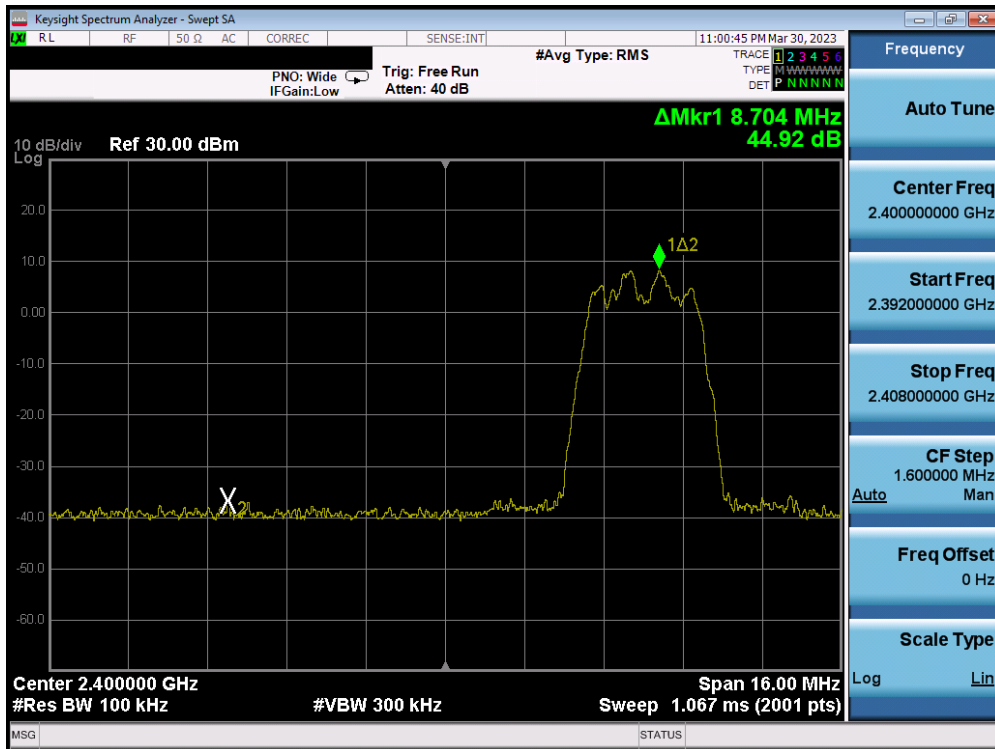 Keysight Spectrum Analyzer - Swept SA
LXI RL RF 50 Ω AC CORREC SENSE:INT 11:00:45 PM Mar 30, 2023
#Avg Type: RMS
TRACE 1 2 3 4 5 6
PNO: Wide Trig: Free Run
TYPE M W W W W W
IFGain:Low Atten: 40 dB
DET P N N N N N
ΔMkr1 8.704 MHz
44.92 dB
10 dB/div Ref 30.00 dBm
Log
20.0
1Δ2
10.0
0.00
-10.0
-20.0
-30.0
X2
-40.0
-50.0
-60.0
Center 2.400000 GHz Span 16.00 MHz
#Res BW 100 kHz #VBW 300 kHz Sweep 1.067 ms (2001 pts)
MSG STATUS
Frequency
Auto Tune
Center Freq
2.400000000 GHz
Start Freq
2.392000000 GHz
Stop Freq
2.408000000 GHz
CF Step
1.600000 MHz
Auto Man
Freq Offset
0 Hz
Scale Type
Log Lin